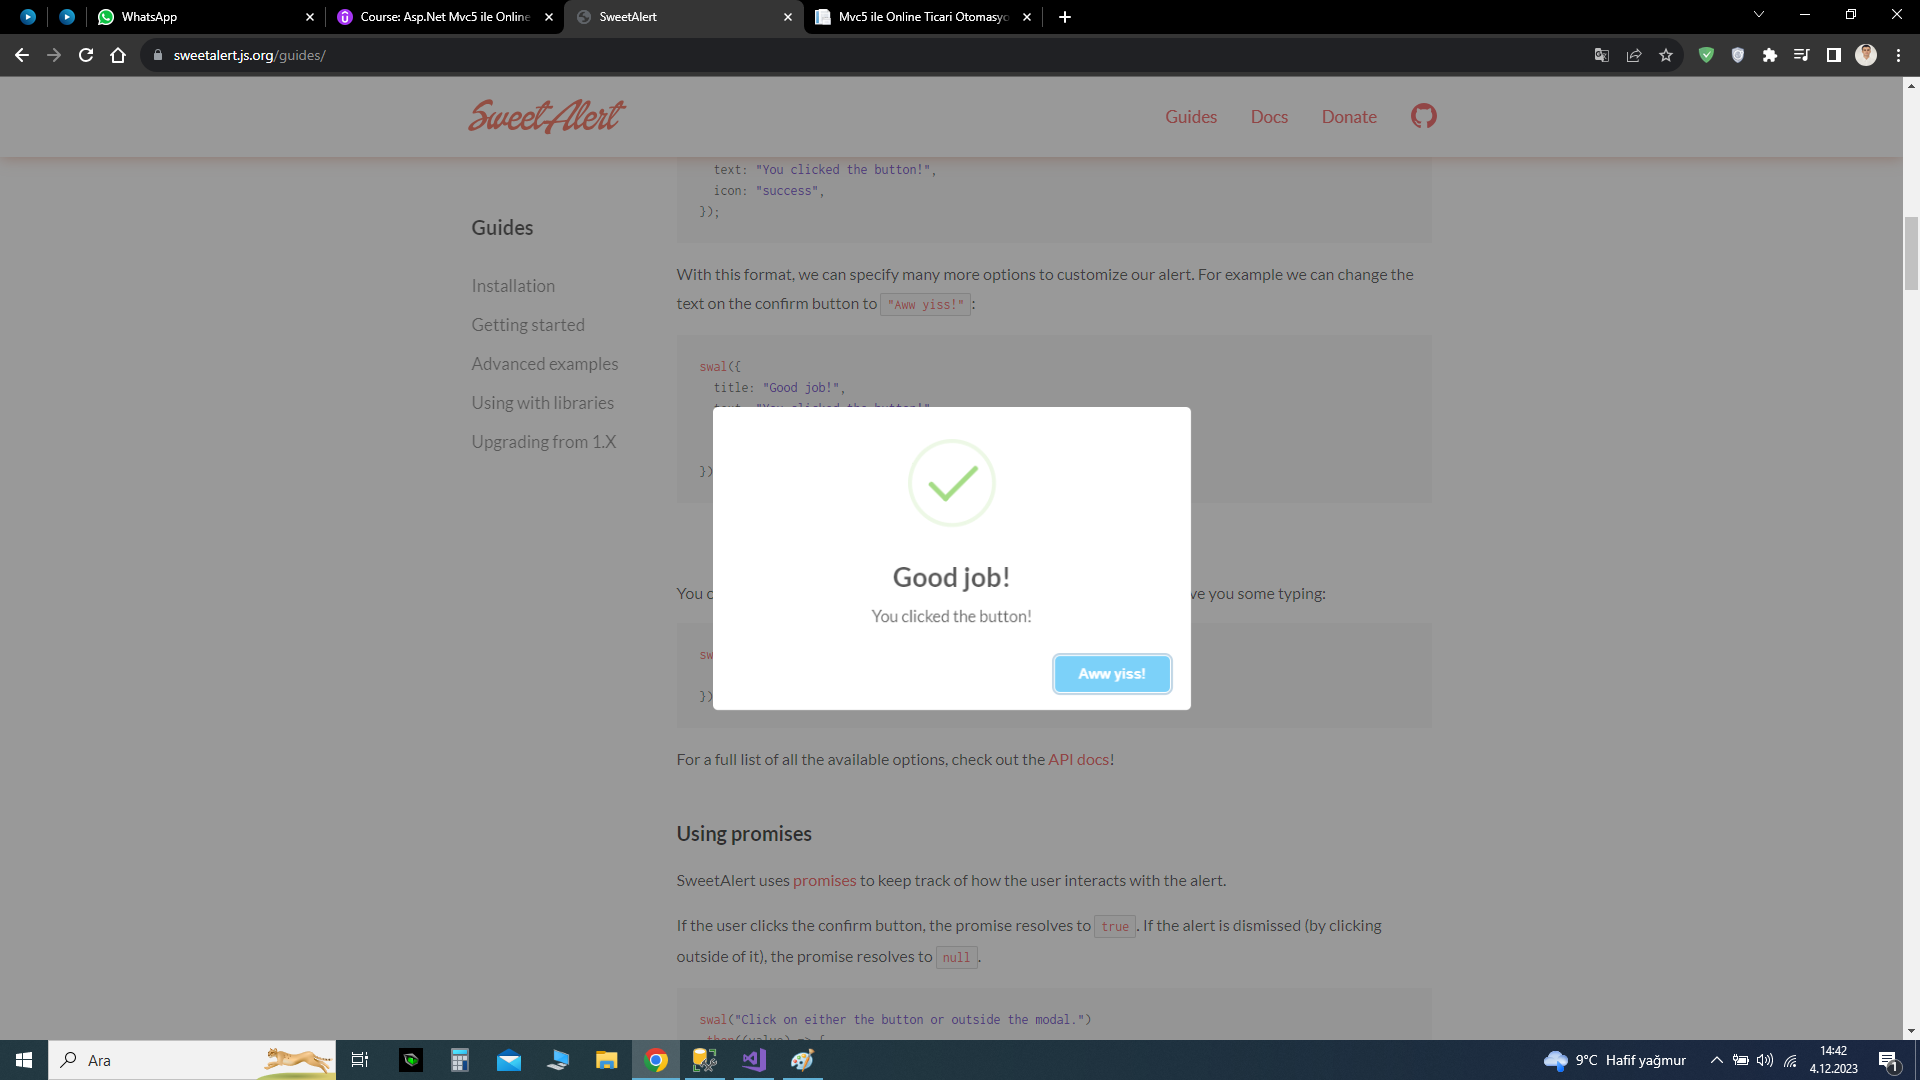 WhatsApp
Course: Asp.Net Mvc5 ile Online
SweetAlert
Mvc5 ile Online Ticari Otomasyo
sweetalert.js.org/guides/
SweetAlert
Guides
Docs
Donate
text: "You clicked the button!",
icon: "success",
});
Guides
Installation
Getting started
Advanced examples
Using with libraries
Upgrading from 1.X
With this format, we can specify many more options to customize our alert. For example we can change the
text on the confirm button to "Aww yiss!":
swal({
title: "Good job!",
})
Good job!
You clicked the button!
Aww yiss!
You
ve you some typing:
sw
})
For a full list of all the available options, check out the API docs!
Using promises
SweetAlert uses promises to keep track of how the user interacts with the alert.
If the user clicks the confirm button, the promise resolves to true. If the alert is dismissed (by clicking
outside of it), the promise resolves to null.
swal("Click on either the button or outside the modal.")
Ara
9°C Hafif yağmur
14:42
4.12.2023
1